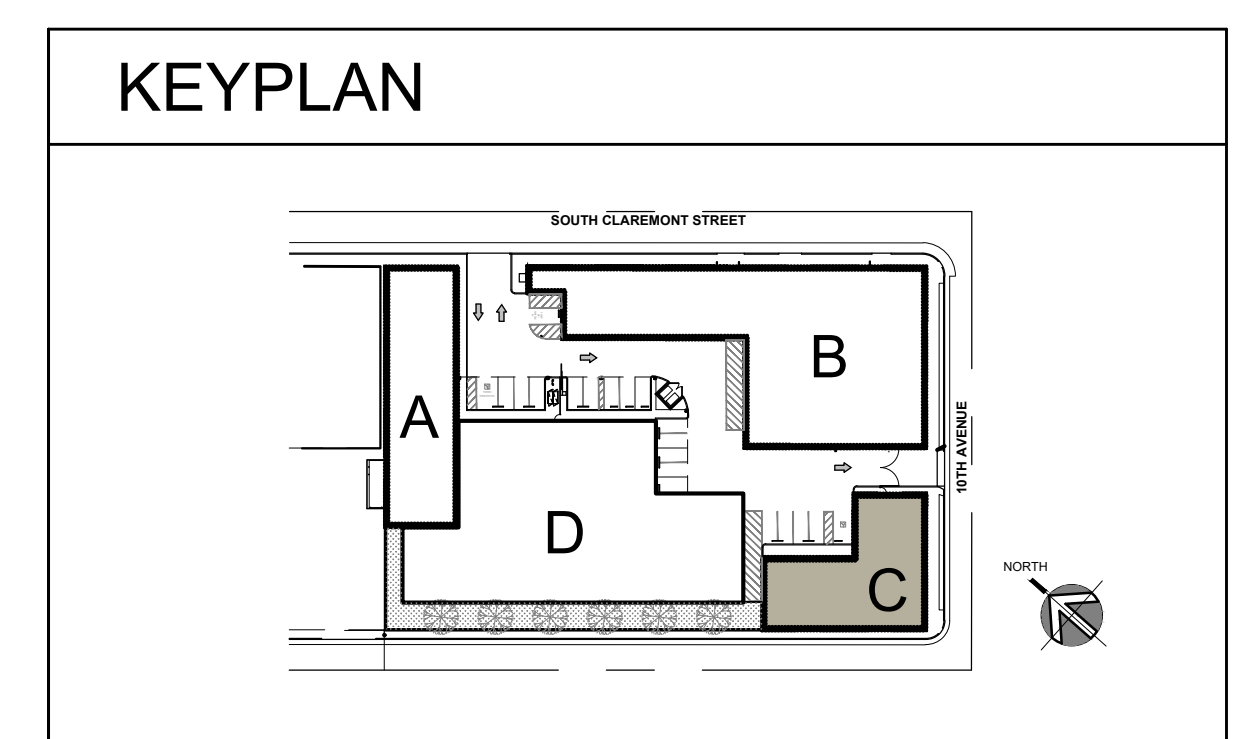 KEYPLAN
SOUTH CLAREMONT STREET
B
A
10TH AVENUE
D
NORTH
C